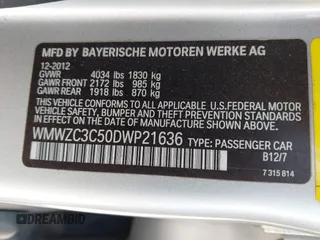 MFD BY BAYERISCHE MOTOREN WERKE AG
12-2012
GVWR 4034 lbs 1830 kg
GAWR FRONT 2172 lbs 985 kg
GAWR REAR 1918 lbs 870 kg
THIS VEHICLE CONFORMS TO ALL APPLICABLE U.S. FEDERAL MOTOR
VEHICLE SAFETY, BUMPER AND THEFT PREVENTION STANDARDS
IN EFFECT ON THE DATE OF MANUFACTURE SHOWN ABOVE.
WMWZC3C50DWP21636 TYPE: PASSENGER CAR
B12/7
7 315 814
DREAMBID